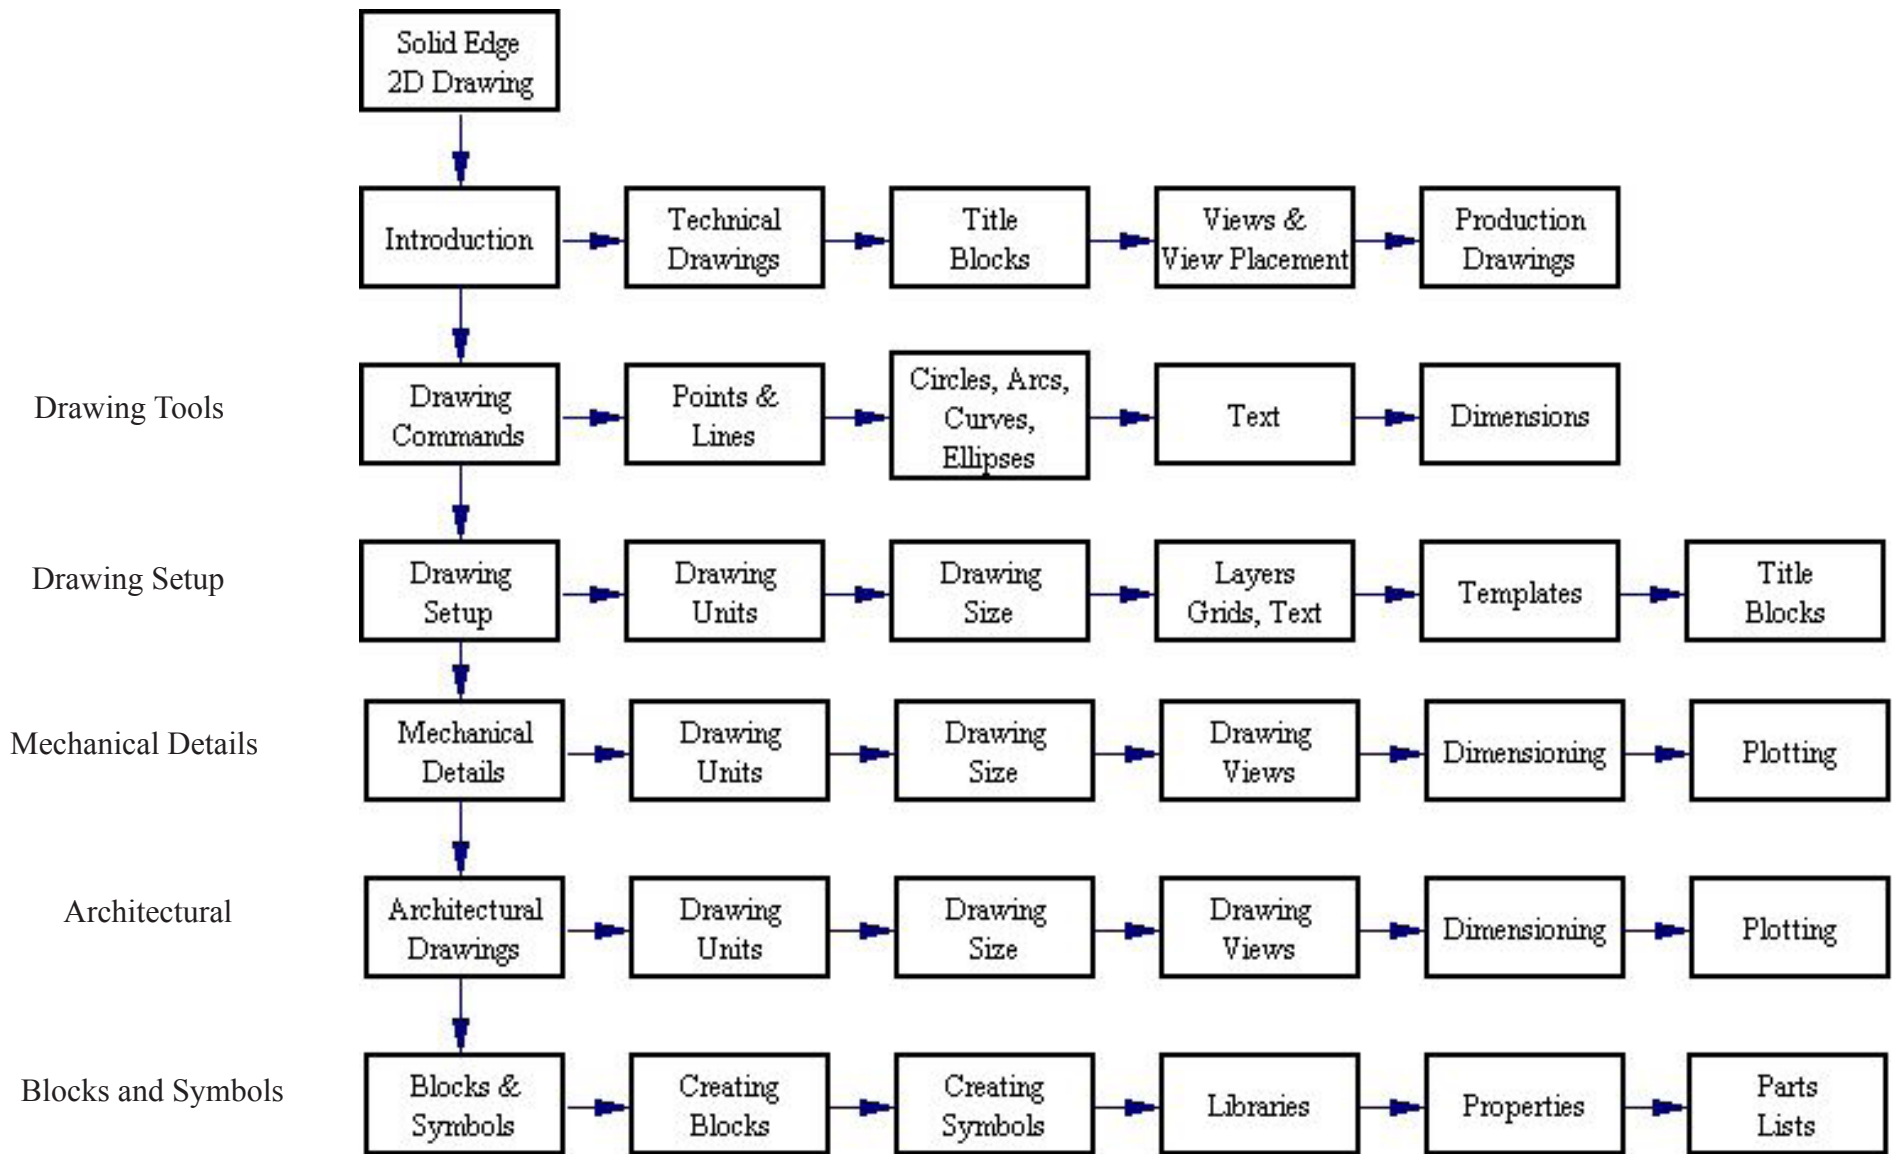 Solid Edge
2D Drawing
Introduction
Technical
Drawings
Title
Blocks
Views &
View Placement
Production
Drawings
Drawing Tools
Drawing
Commands
Points &
Lines
Circles, Arcs,
Curves,
Ellipses
Text
Dimensions
Drawing Setup
Drawing
Setup
Drawing
Units
Drawing
Size
Layers
Grids, Text
Templates
Title
Blocks
Mechanical Details
Mechanical
Details
Drawing
Units
Drawing
Size
Drawing
Views
Dimensioning
Plotting
Architectural
Architectural
Drawings
Drawing
Units
Drawing
Size
Drawing
Views
Dimensioning
Plotting
Blocks and Symbols
Blocks &
Symbols
Creating
Blocks
Creating
Symbols
Libraries
Properties
Parts
Lists